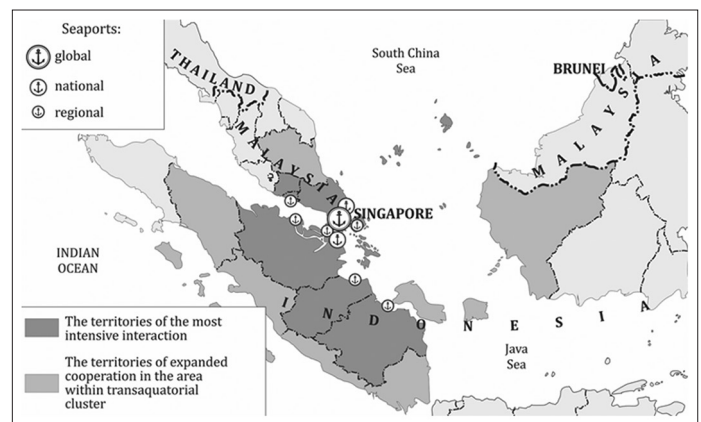 Seaports:
global
national
regional
South China
Sea
THAILAND
MALAYSIA
BRUNEI
MALAYSIA
SINGAPORE
INDIAN
OCEAN
INDONESIA
Java
Sea
The territories of the most
intensive interaction
The territories of expanded
cooperation in the area
within transaquatorial
cluster